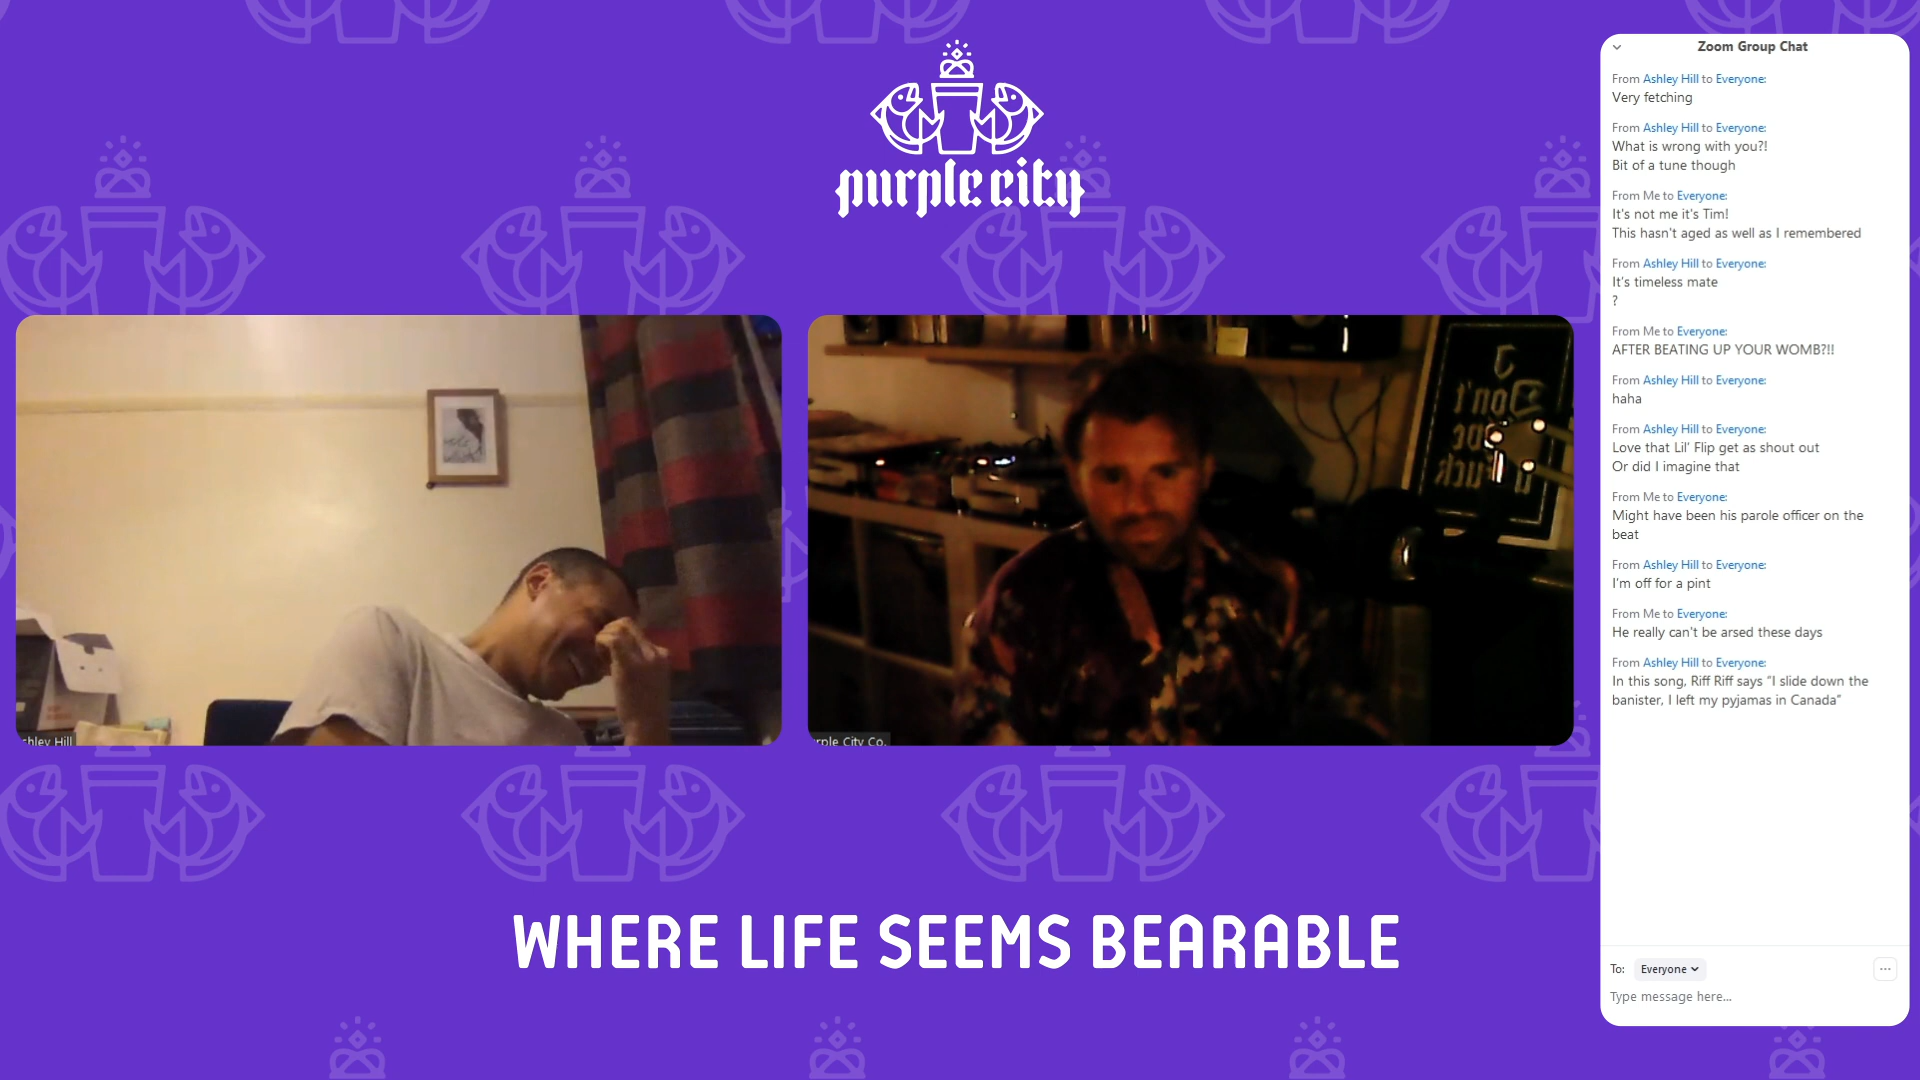 purple city
Zoom Group Chat
From Ashley Hill to Everyone:
Very fetching
From Ashley Hill to Everyone:
What is wrong with you?!
Bit of a tune though
From Me to Everyone:
It's not me it's Tim!
This hasn't aged as well as I remembered
From Ashley Hill to Everyone:
It's timeless mate
?
From Me to Everyone:
AFTER BEATING UP YOUR WOMB?!!
From Ashley Hill to Everyone:
haha
From Ashley Hill to Everyone:
Love that Lil' Flip get as shout out
Or did I imagine that
From Me to Everyone:
Might have been his parole officer on the
beat
From Ashley Hill to Everyone:
I'm off for a pint
From Me to Everyone:
He really can't be arsed these days
From Ashley Hill to Everyone:
In this song, Riff Riff says “I slide down the
banister, I left my pyjamas in Canada”
I
Don't
chley Hill
rple City Co.
WHERE LIFE SEEMS BEARABLE
To: Everyone
Type message here...